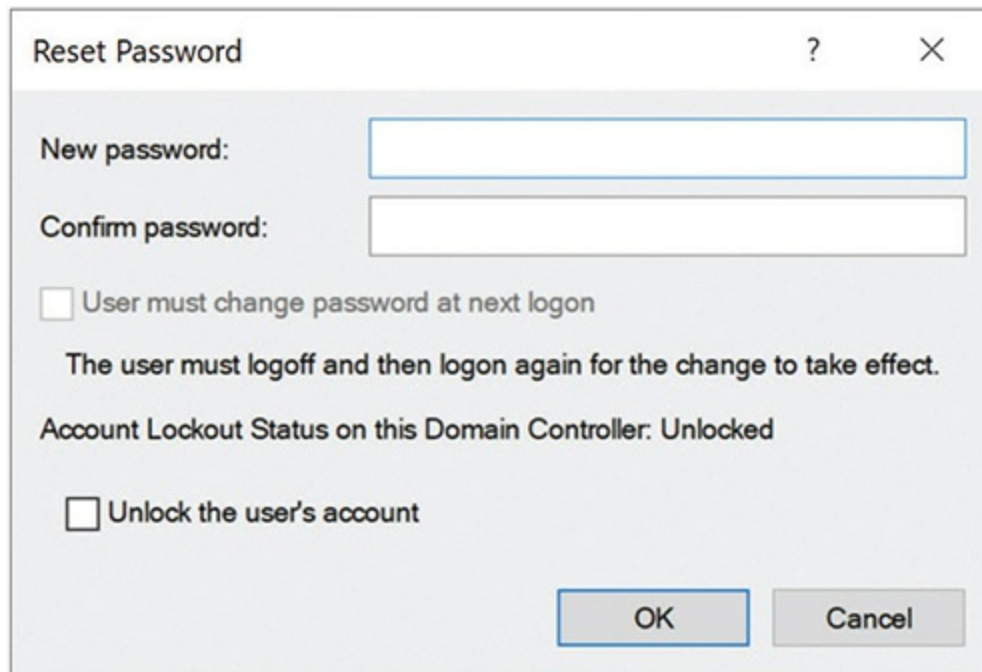 Reset Password ?
New password:
Confirm password:
User must change password at next logon
The user must logoff and then logon again for the change to take effect.
Account Lockout Status on this Domain Controller: Unlocked
Unlock the user's account
OK Cancel